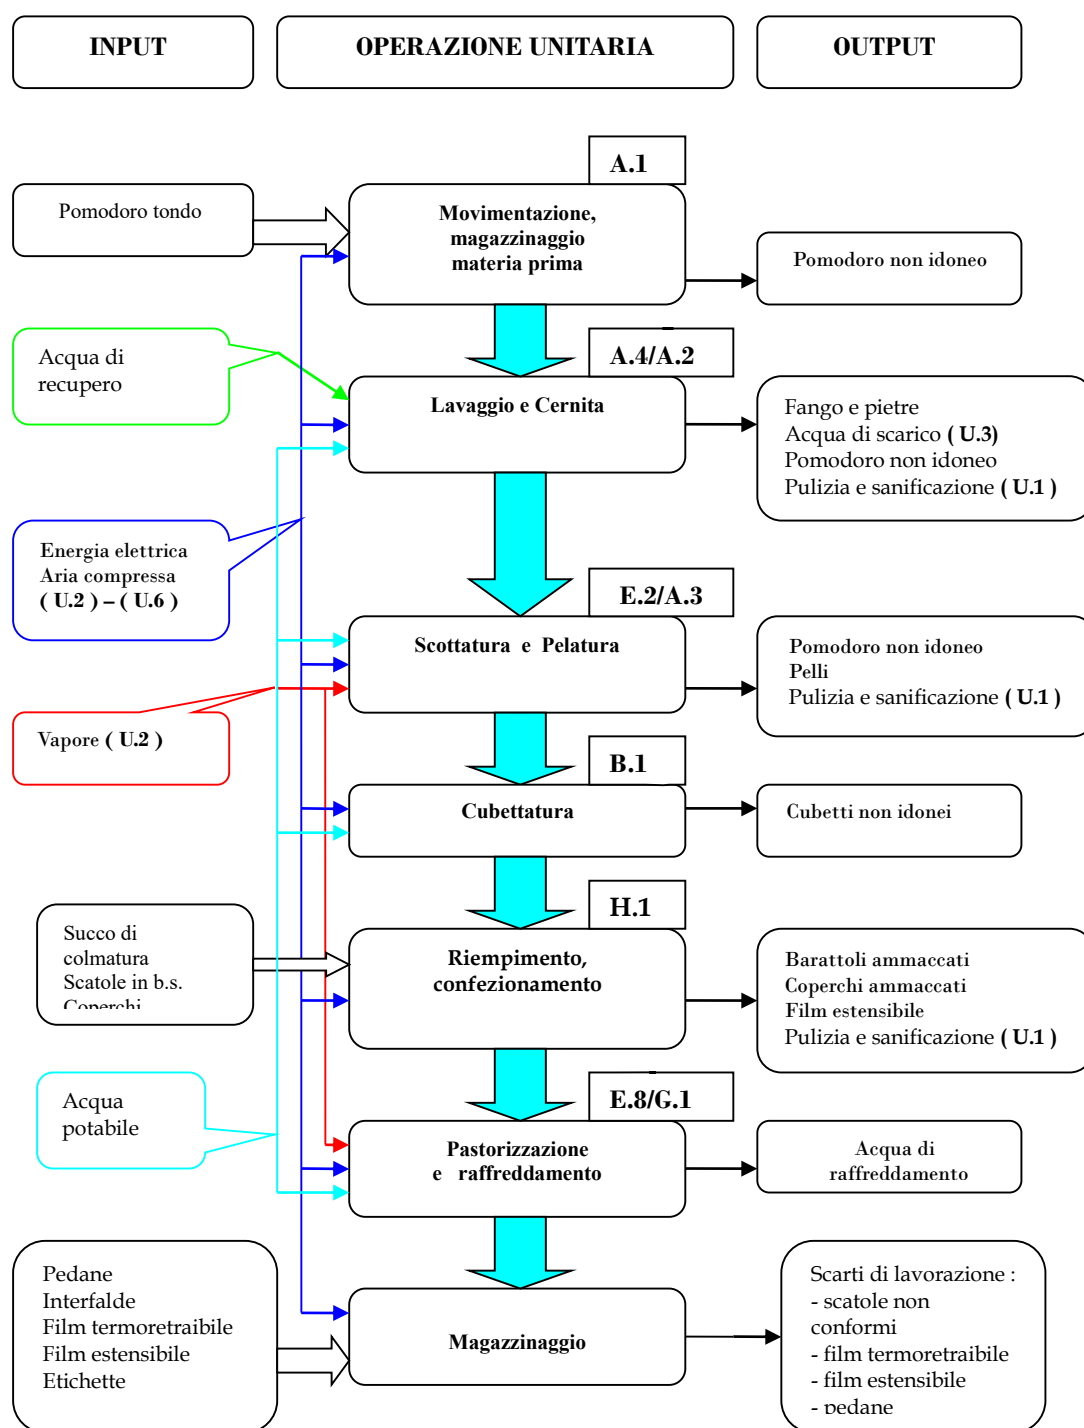 INPUT
OPERAZIONE UNITARIA
OUTPUT
A.1
Pomodoro tondo
Movimentazione,
magazzinaggio
materia prima
Pomodoro non idoneo
Acqua di
recupero
A.4/A.2
Lavaggio e Cernita
Fango e pietre
Acqua di scarico ( U.3)
Pomodoro non idoneo
Pulizia e sanificazione ( U.1 )
Energia elettrica
Aria compressa
( U.2 ) – ( U.6 )
E.2/A.3
Scottatura e Pelatura
Pomodoro non idoneo
Pelli
Pulizia e sanificazione ( U.1 )
Vapore ( U.2 )
B.1
Cubettatura
Cubetti non idonei
H.1
Succo di
colmatura
Scatole in b.s.
Coperchi
Riempimento,
confezionamento
Barattoli ammaccati
Coperchi ammaccati
Film estensibile
Pulizia e sanificazione ( U.1 )
Acqua
potabile
E.8/G.1
Pastorizzazione
e raffreddamento
Acqua di
raffreddamento
Pedane
Interfalde
Film termoretraibile
Film estensibile
Etichette
Magazzinaggio
Scarti di lavorazione :
- scatole non
conformi
- film termoretraibile
- film estensibile
- pedane